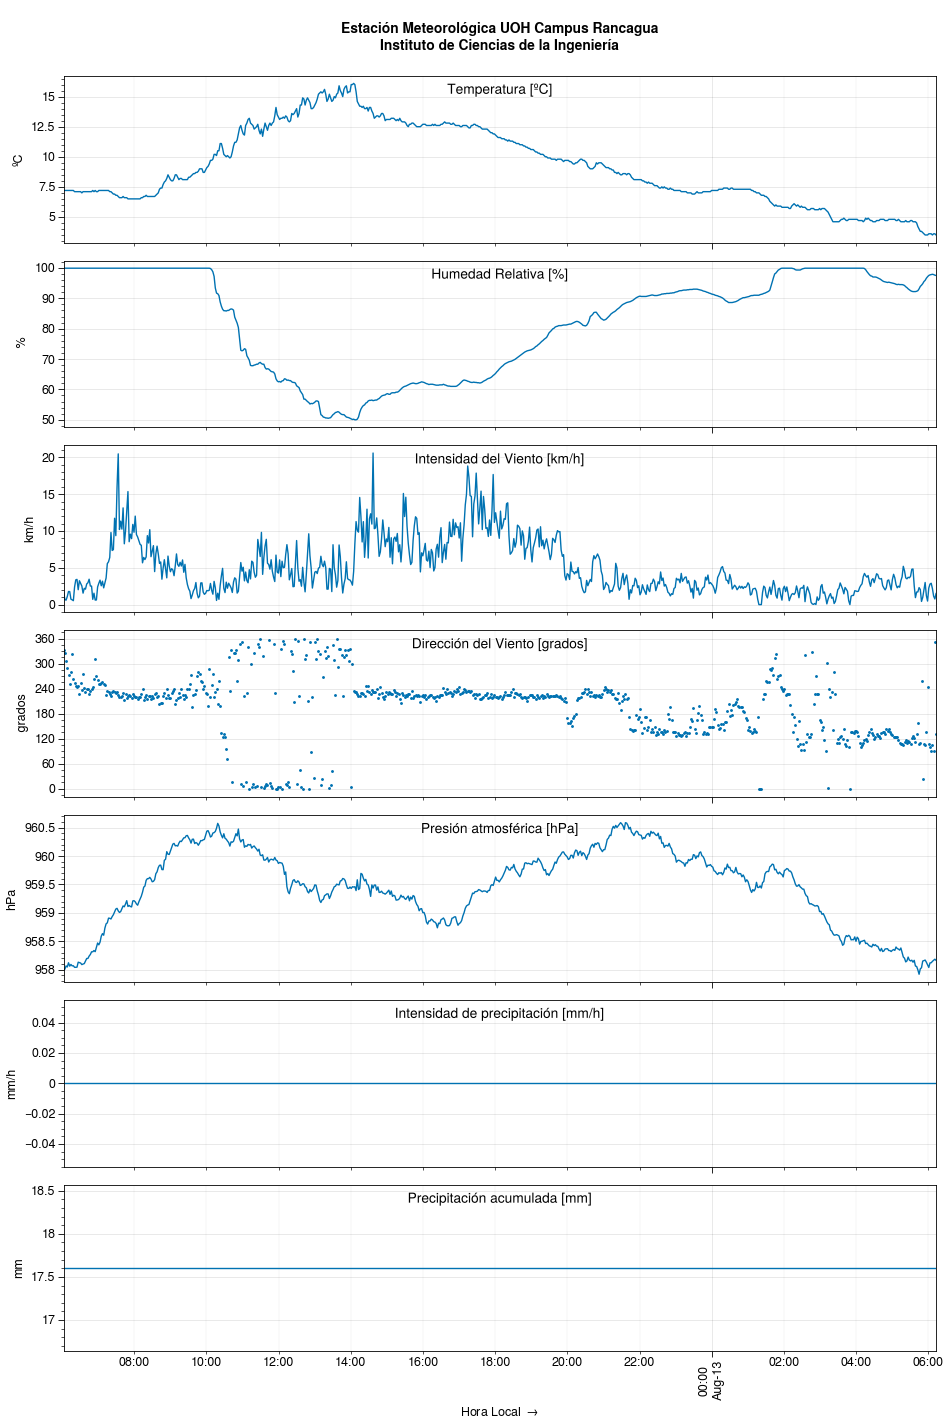 Estación Meteorológica UOH Campus Rancagua
Instituto de Ciencias de la Ingeniería
Temperatura [ºC]
ºC
15
12.5
10
7.5
5
Humedad Relativa [%]
%
100
90
80
70
60
50
Intensidad del Viento [km/h]
km/h
20
15
10
5
0
Dirección del Viento [grados]
grados
360
300
240
180
120
60
0
Presión atmosférica [hPa]
hPa
960.5
960
959.5
959
958.5
958
Intensidad de precipitación [mm/h]
mm/h
0.04
0.02
0
−0.02
−0.04
Precipitación acumulada [mm]
mm
18.5
18
17.5
17
08:00 10:00 12:00 14:00 16:00 18:00 20:00 22:00 00:00 02:00 04:00 06:00
Aug-13
Hora Local →